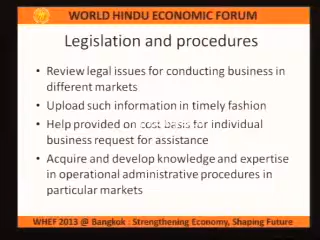 WORLD HINDU ECONOMIC FORUM
Legislation and procedures
• Review legal issues for conducting business in
different markets
• Upload such information in timely fashion
• Help provided on cost basis for individual
business request for assistance
• Acquire and develop knowledge and expertise
in operational administrative procedures in
particular markets
WHEF 2013 @ Bangkok : Strengthening Economy, Shaping Future